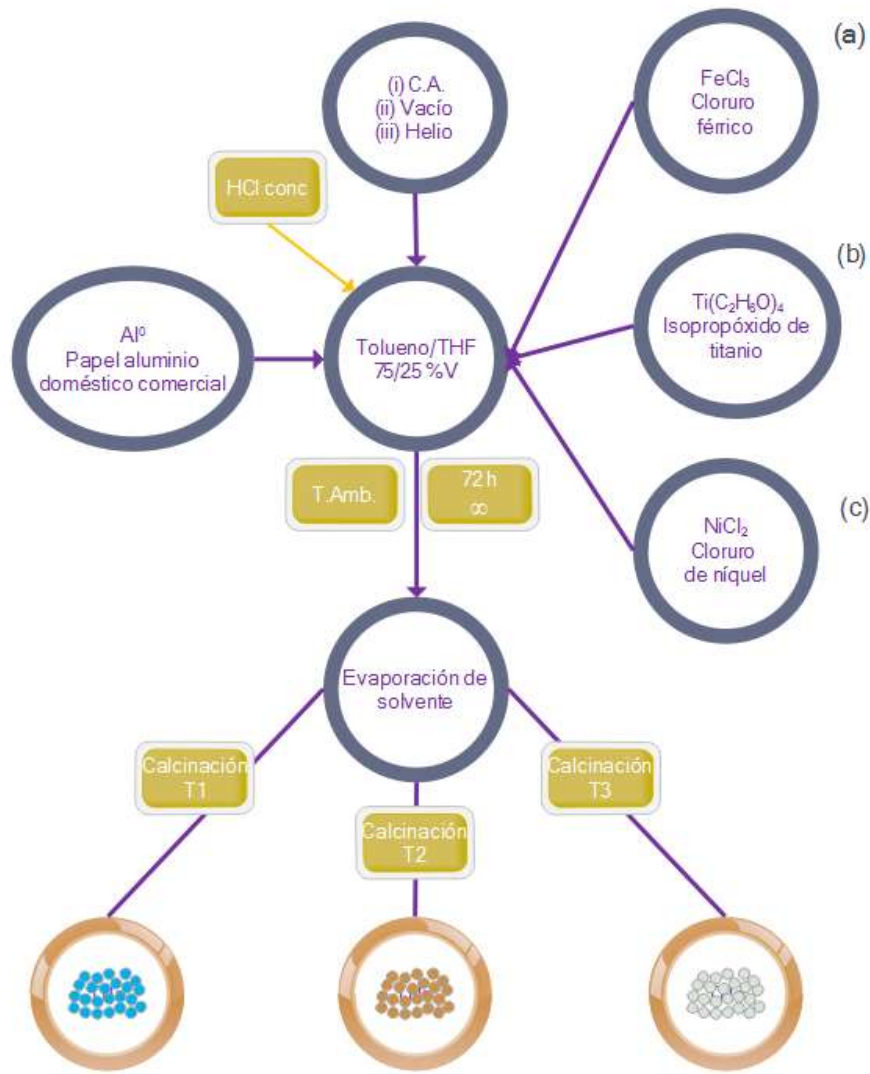 (a)
(i) C.A.
(ii) Vacío
(iii) Helio
FeCl₃
Cloruro
férrico
HCl conc
(b)
Al⁰
Papel aluminio
doméstico comercial
Tolueno/THF
75/25 %V
Ti(C₂H₆O)₄
Isopropóxido de
titanio
T.Amb.
72 h
∞
(c)
NiCl₂
Cloruro
de níquel
Evaporación de
solvente
Calcinación
T1
Calcinación
T2
Calcinación
T3